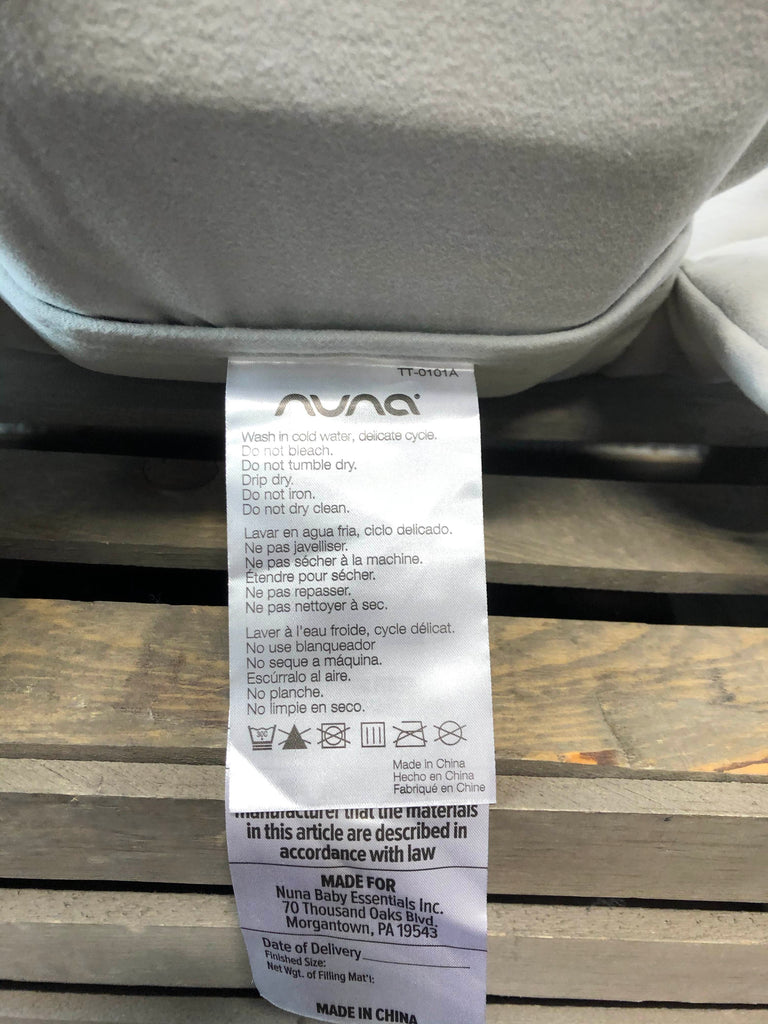 TT-0101A
nuna
Wash in cold water, delicate cycle.
Do not bleach.
Do not tumble dry.
Drip dry.
Do not iron.
Do not dry clean.
Lavar en agua fria, ciclo delicado.
Ne pas javelliser.
Ne pas sécher à la machine.
Étendre pour sécher.
Ne pas repasser.
Ne pas nettoyer à sec.
Laver à l'eau froide, cycle délicat.
No use blanqueador
No seque a máquina.
Escúrralo al aire.
No planche.
No limpie en seco.
30C
Made in China
Hecho en China
Fabriqué en Chine
manufacturer that the materials
in this article are described in
accordance with law
MADE FOR
Nuna Baby Essentials Inc.
70 Thousand Oaks Blvd.
Morgantown, PA 19543
Date of Delivery
Finished Size:
Net Wgt. of Filling Mat'l:
MADE IN CHINA